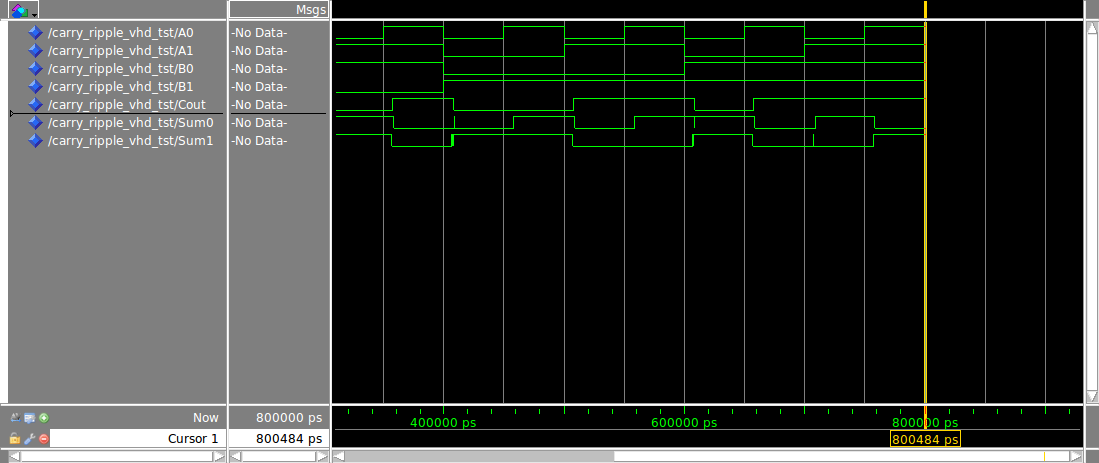 Msgs
/carry_ripple_vhd_tst/A0 -No Data-
/carry_ripple_vhd_tst/A1 -No Data-
/carry_ripple_vhd_tst/B0 -No Data-
/carry_ripple_vhd_tst/B1 -No Data-
/carry_ripple_vhd_tst/Cout -No Data-
/carry_ripple_vhd_tst/Sum0 -No Data-
/carry_ripple_vhd_tst/Sum1 -No Data-
Now 800000 ps 400000 ps 600000 ps 800000 ps
Cursor 1 800484 ps 800484 ps